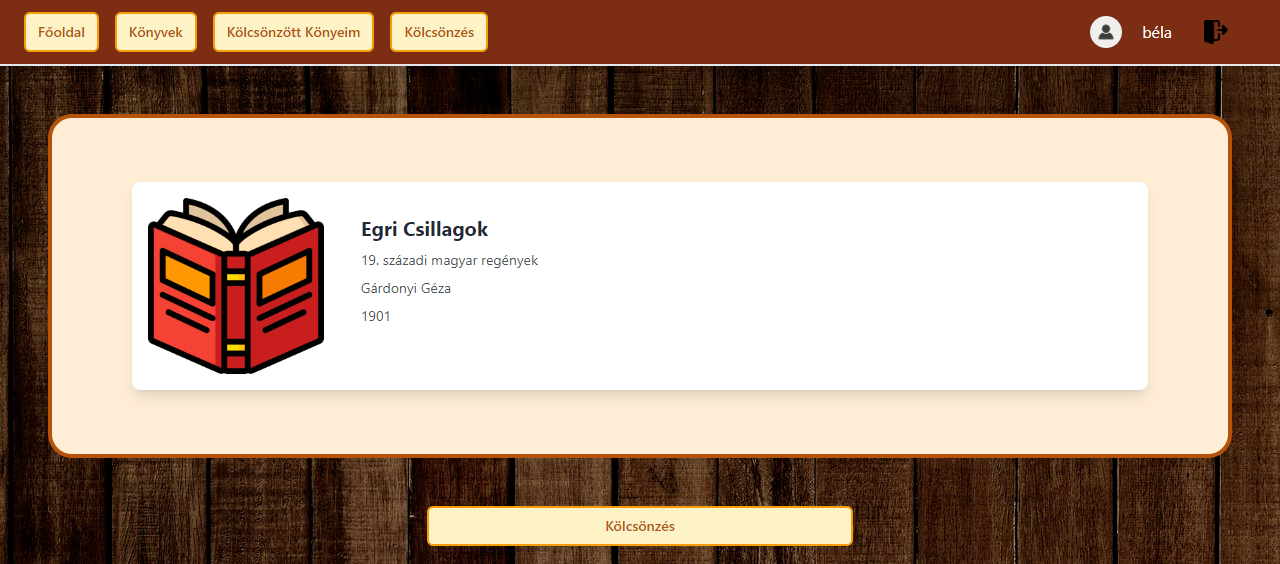 Főoldal
Könyvek
Kölcsönzött Könyeim
Kölcsönzés
béla
Egri Csillagok
19. századi magyar regények
Gárdonyi Géza
1901
Kölcsönzés